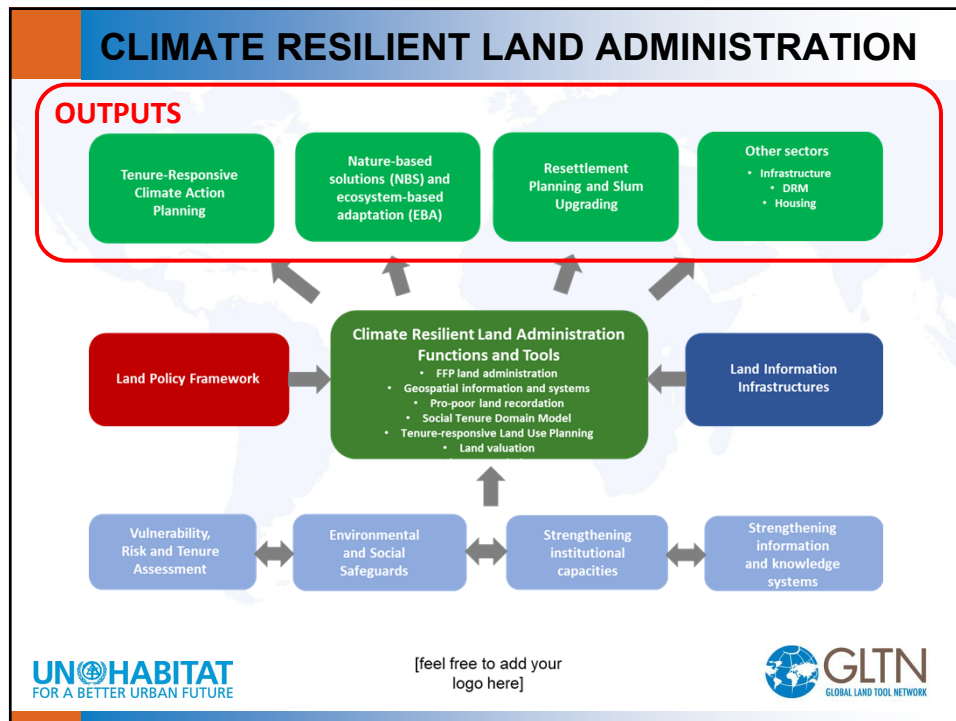 CLIMATE RESILIENT LAND ADMINISTRATION
OUTPUTS
Tenure-Responsive
Climate Action
Planning
Nature-based
solutions (NBS) and
ecosystem-based
adaptation (EBA)
Resettlement
Planning and Slum
Upgrading
Other sectors
• Infrastructure
• DRM
• Housing
Land Policy Framework
Climate Resilient Land Administration
Functions and Tools
• FFP land administration
• Geospatial information and systems
• Pro-poor land recordation
• Social Tenure Domain Model
• Tenure-responsive Land Use Planning
• Land valuation
Land Information
Infrastructures
Vulnerability,
Risk and Tenure
Assessment
Environmental
and Social
Safeguards
Strengthening
institutional
capacities
Strengthening
information
and knowledge
systems
UN HABITAT
FOR A BETTER URBAN FUTURE
[feel free to add your
logo here]
GLTN
GLOBAL LAND TOOL NETWORK